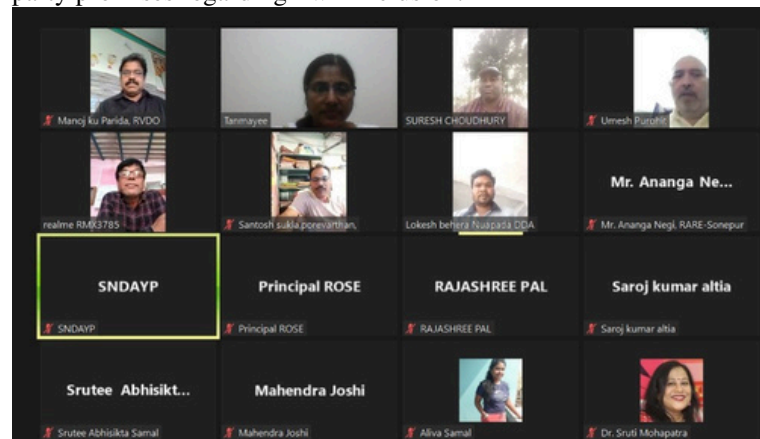 Manoj ku Parida, RVDO
Tanmayee
SURESH CHOUDHURY
Umesh Purohit
realme RMX3785
Santosh sukla,porevarthan,
Lokesh behera Nuapada DDA
Mr. Ananga Ne...
Mr. Ananga Negi, RARE-Sonepur
SNDAYP
SNDAYP
Principal ROSE
Principal ROSE
RAJASHREE PAL
RAJASHREE PAL
Saroj kumar altia
Saroj kumar altia
Srutee Abhisikt...
Srutee Abhisikta Samal
Mahendra Joshi
Mahendra Joshi
Aliva Samal
Dr. Sruti Mohapatra